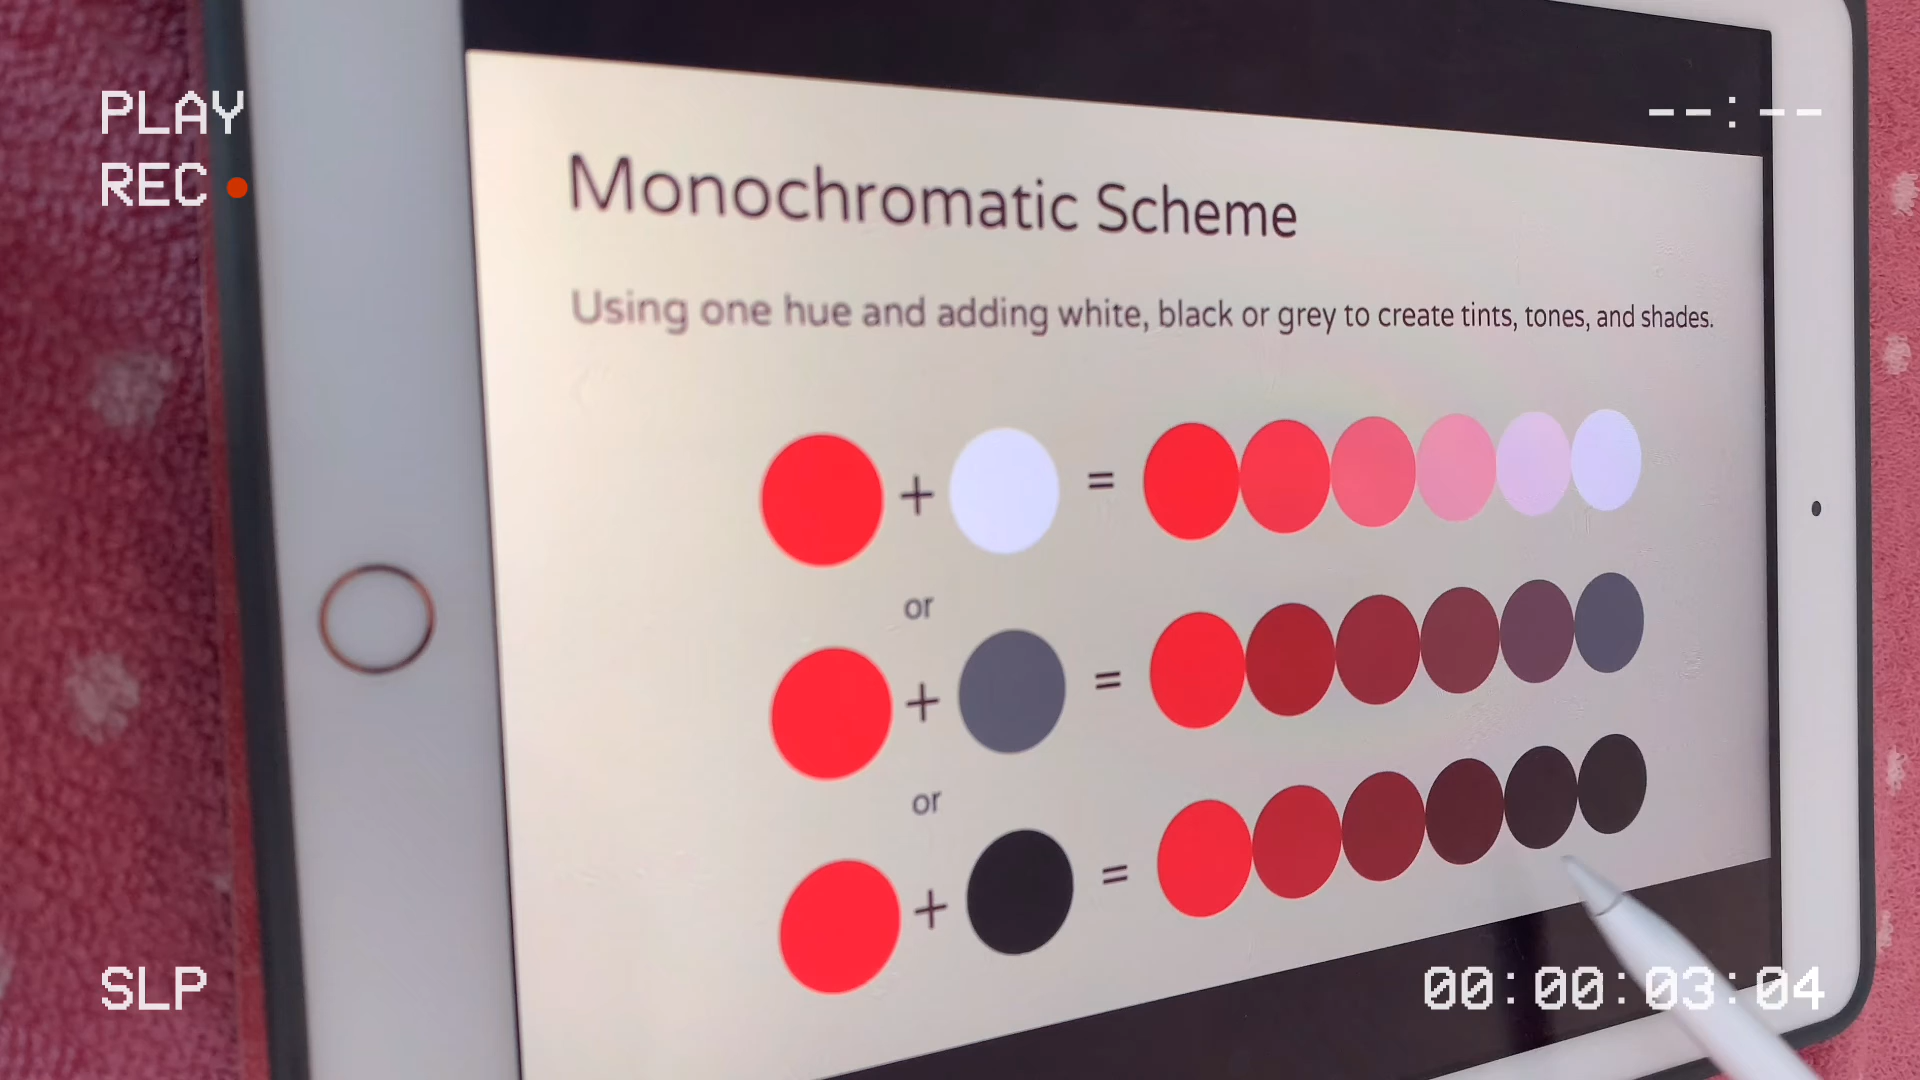 PLAY
--:--
REC
Monochromatic Scheme
Using one hue and adding white, black or grey to create tints, tones, and shades.
+ =
or
+ =
or
+ =
SLP
00:00:03:04